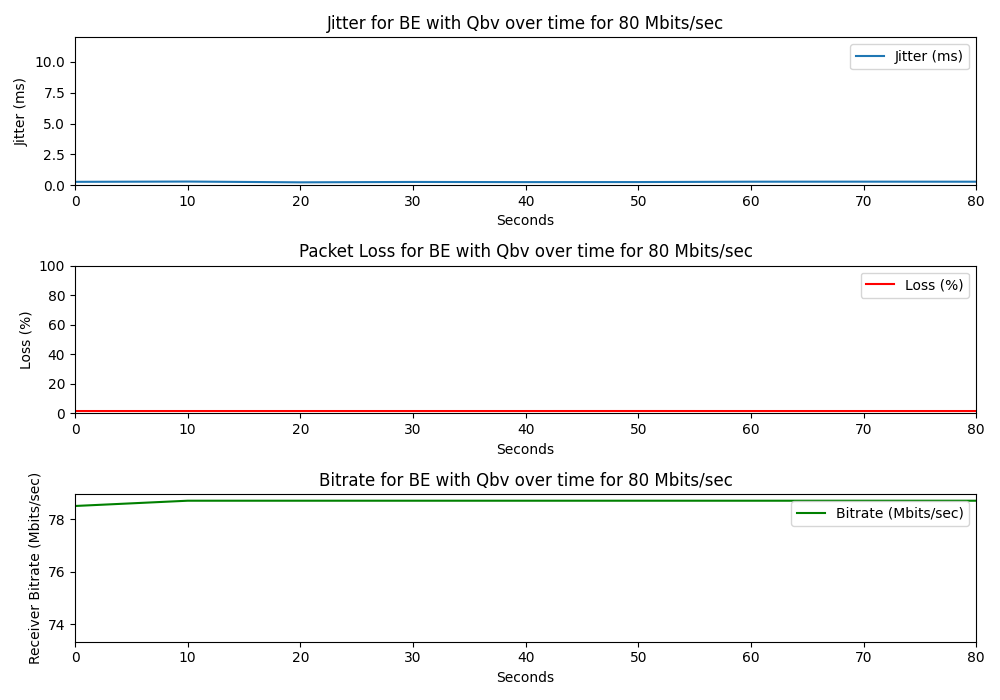 Jitter for BE with Qbv over time for 80 Mbits/sec
Jitter (ms)
10.0
7.5
5.0
2.5
0.0
Jitter (ms)
0 10 20 30 40 50 60 70 80
Seconds
Packet Loss for BE with Qbv over time for 80 Mbits/sec
Loss (%)
100
80
60
40
20
0
Loss (%)
0 10 20 30 40 50 60 70 80
Seconds
Bitrate for BE with Qbv over time for 80 Mbits/sec
Receiver Bitrate (Mbits/sec)
78
76
74
Bitrate (Mbits/sec)
0 10 20 30 40 50 60 70 80
Seconds